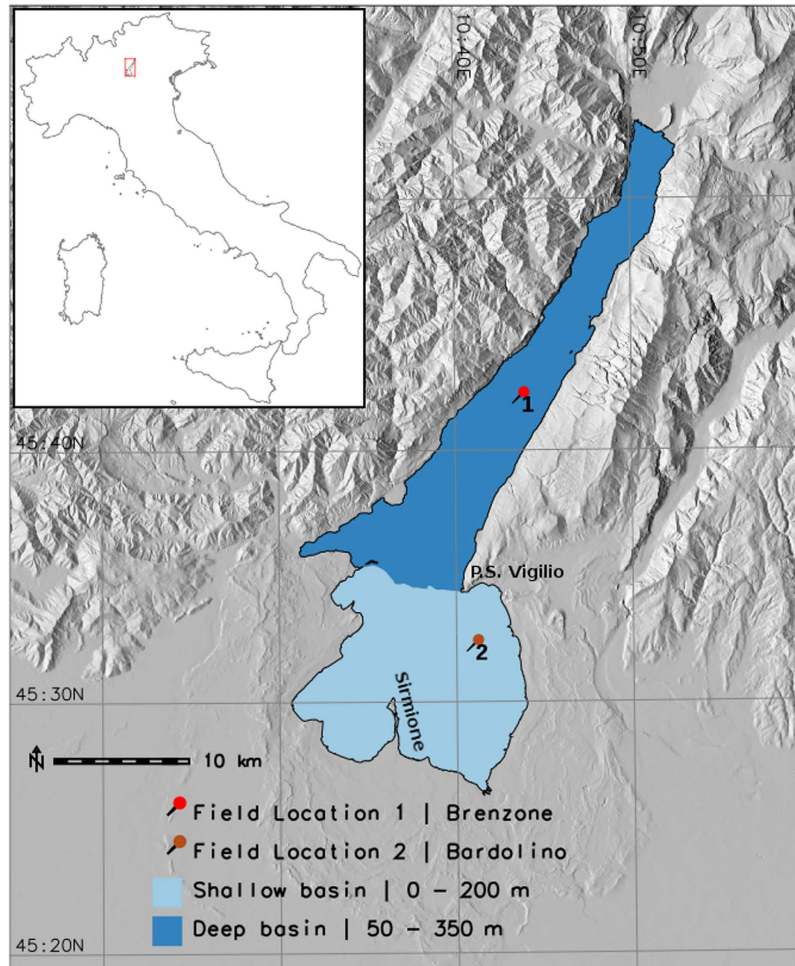 10:40E
10:50E
1
45:40N
P.S. Vigilio
2
Sirmione
45:30N
N
10 km
Field Location 1 | Brenzone
Field Location 2 | Bardolino
Shallow basin | 0 - 200 m
Deep basin | 50 - 350 m
45:20N